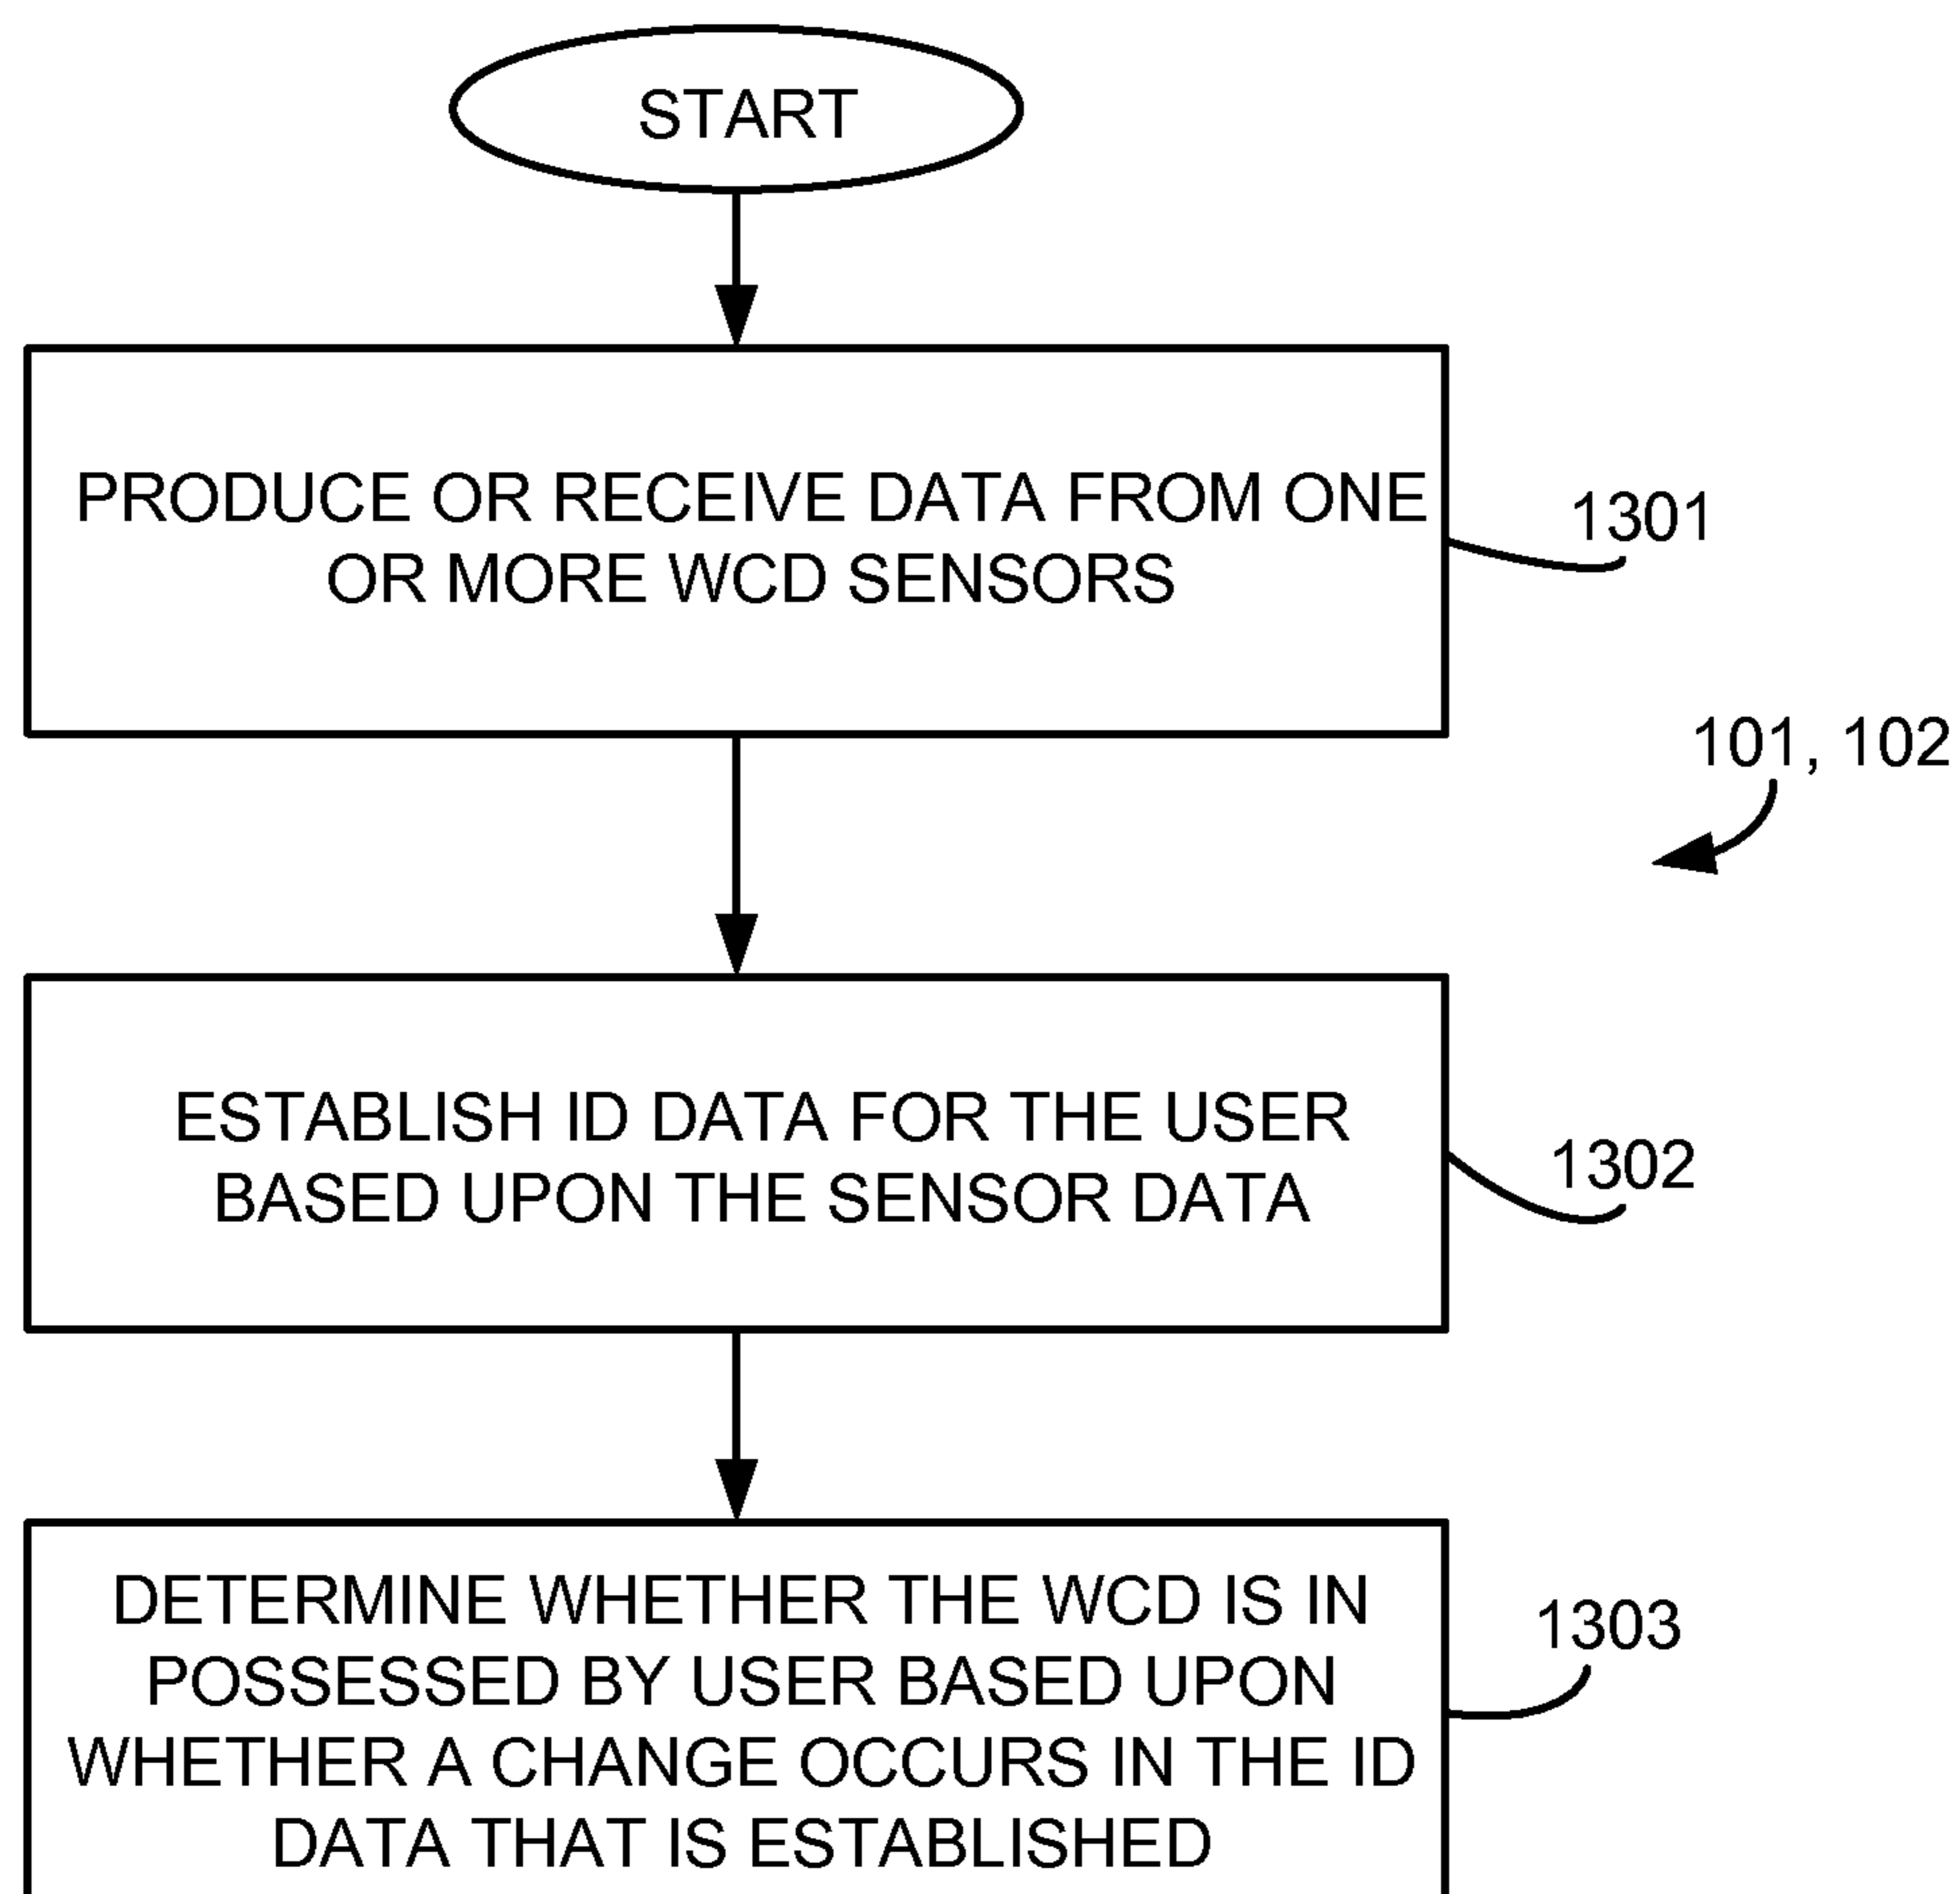 START
PRODUCE OR RECEIVE DATA FROM ONE
OR MORE WCD SENSORS
1301
101, 102
ESTABLISH ID DATA FOR THE USER
BASED UPON THE SENSOR DATA
1302
DETERMINE WHETHER THE WCD IS IN
POSSESSED BY USER BASED UPON
WHETHER A CHANGE OCCURS IN THE ID
DATA THAT IS ESTABLISHED
1303